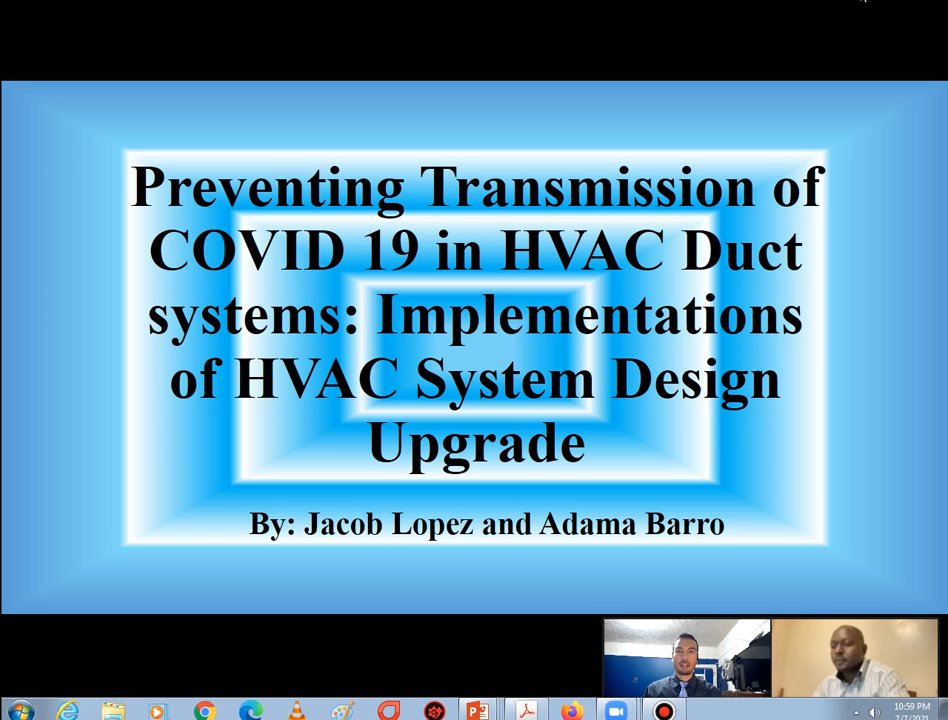 Preventing Transmission of
COVID 19 in HVAC Duct
systems: Implementations
of HVAC System Design
Upgrade
By: Jacob Lopez and Adama Barro
10:59 PM